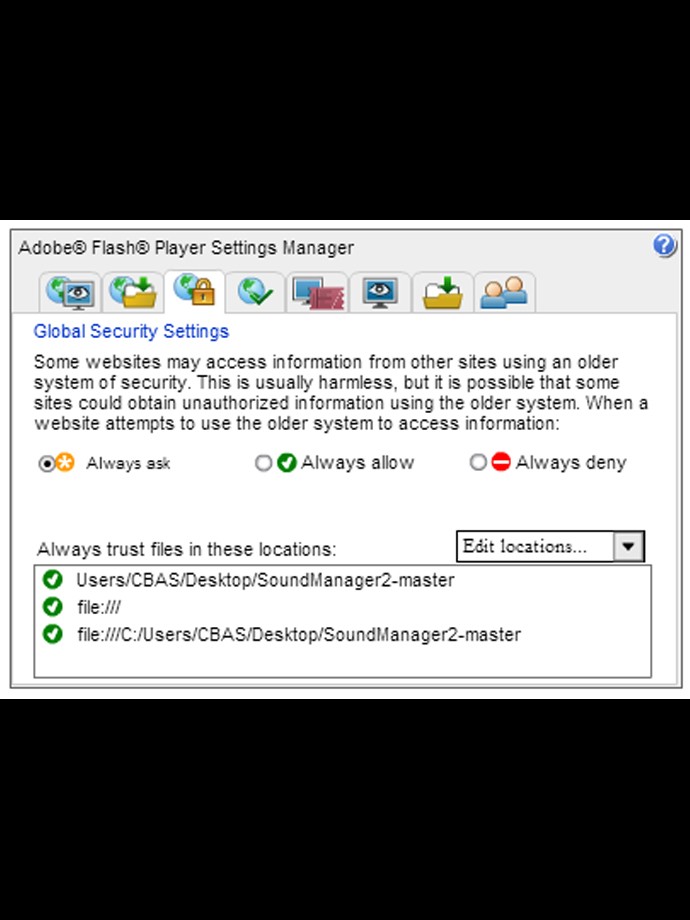 Adobe® Flash® Player Settings Manager
Global Security Settings
Some websites may access information from other sites using an older
system of security. This is usually harmless, but it is possible that some
sites could obtain unauthorized information using the older system. When a
website attempts to use the older system to access information:
Always ask Always allow Always deny
Always trust files in these locations: Edit locations...
Users/CBAS/Desktop/SoundManager2-master
file:///
file:///C:/Users/CBAS/Desktop/SoundManager2-master